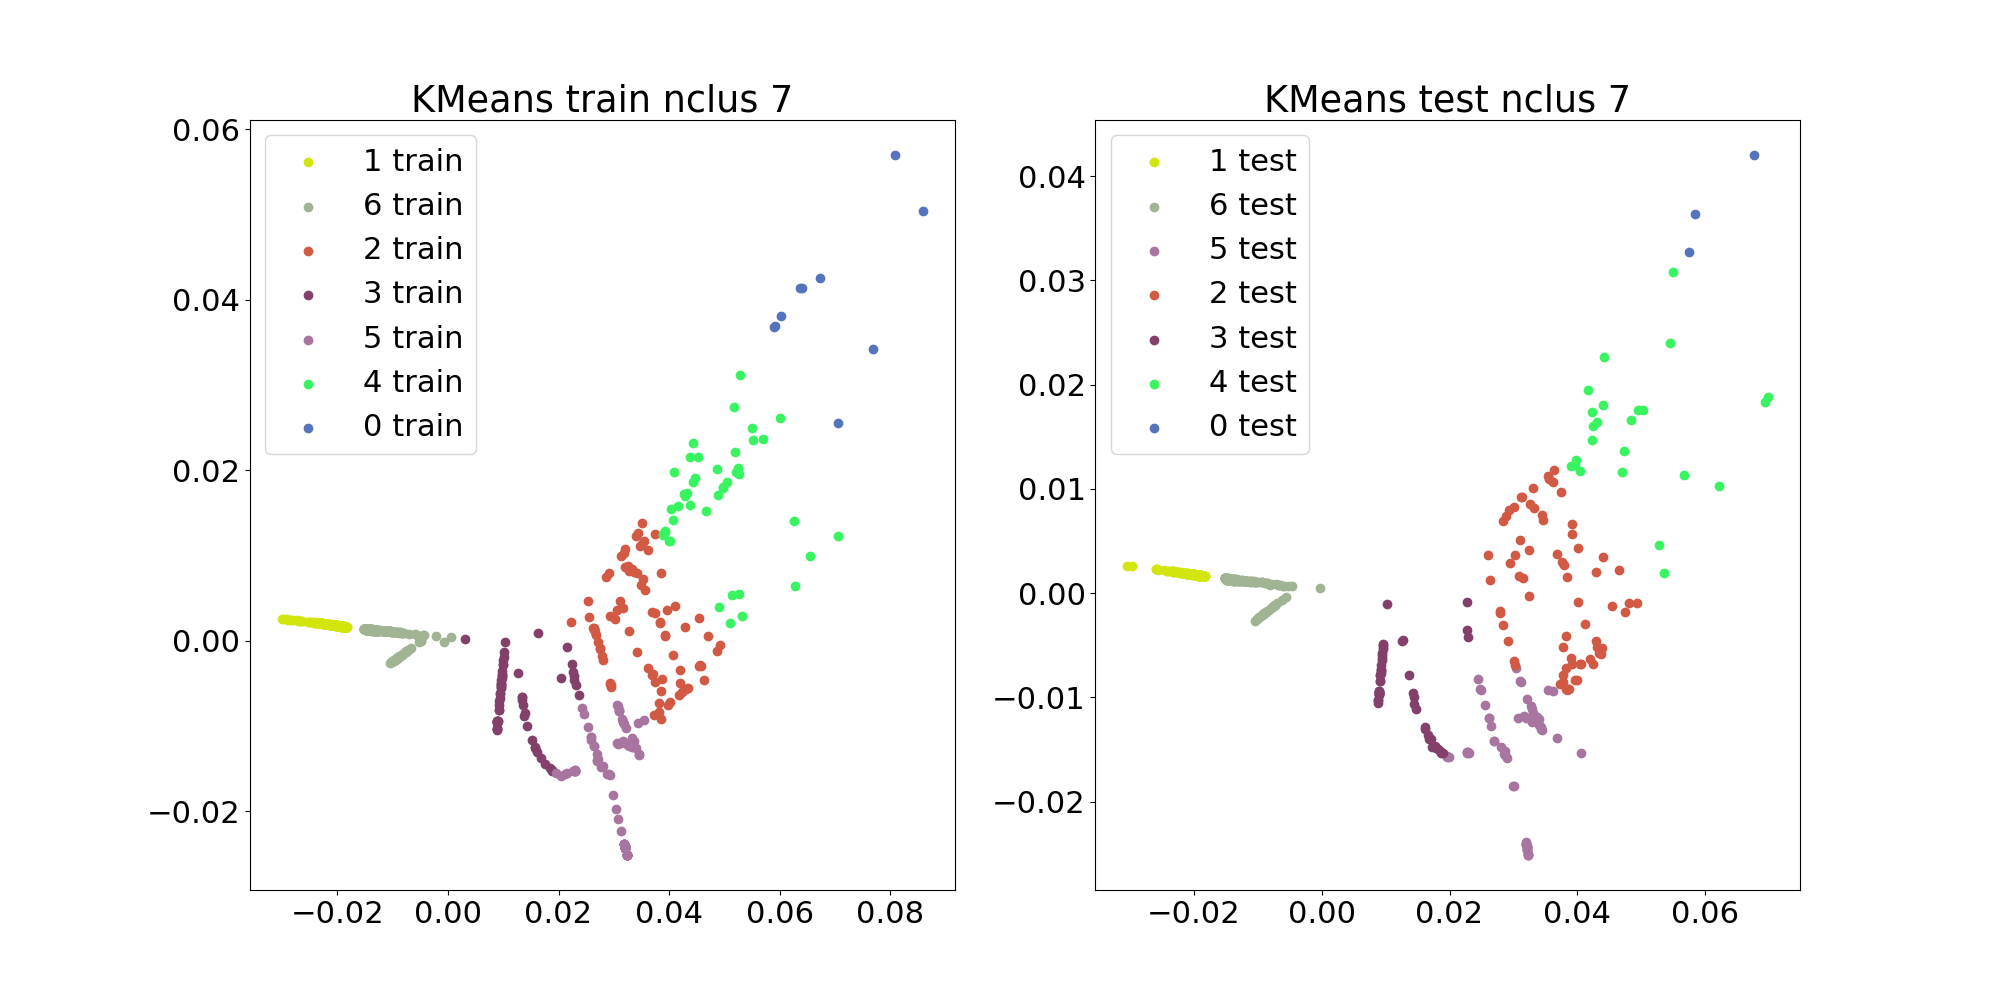 KMeans train nclus 7
0.06
0.04
0.02
0.00
−0.02
−0.02 0.00 0.02 0.04 0.06 0.08
1 train
6 train
2 train
3 train
5 train
4 train
0 train
KMeans test nclus 7
0.04
0.03
0.02
0.01
0.00
−0.01
−0.02
−0.02 0.00 0.02 0.04 0.06
1 test
6 test
5 test
2 test
3 test
4 test
0 test